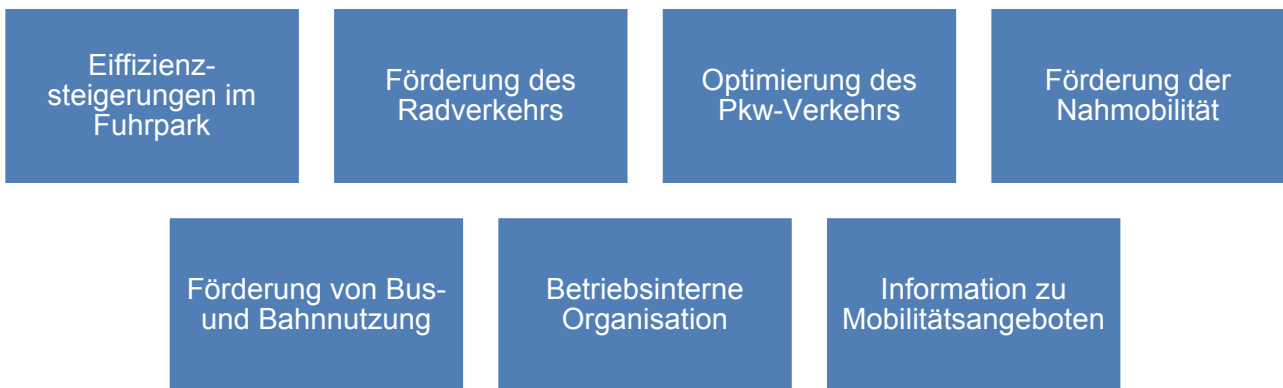 Eiffizienz-
steigerungen im
Fuhrpark
Förderung des
Radverkehrs
Optimierung des
Pkw-Verkehrs
Förderung der
Nahmobilität
Förderung von Bus-
und Bahnnutzung
Betriebsinterne
Organisation
Information zu
Mobilitätsangeboten